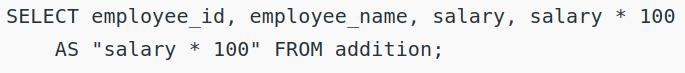 SELECT employee_id, employee_name, salary, salary * 100
AS "salary * 100" FROM addition;